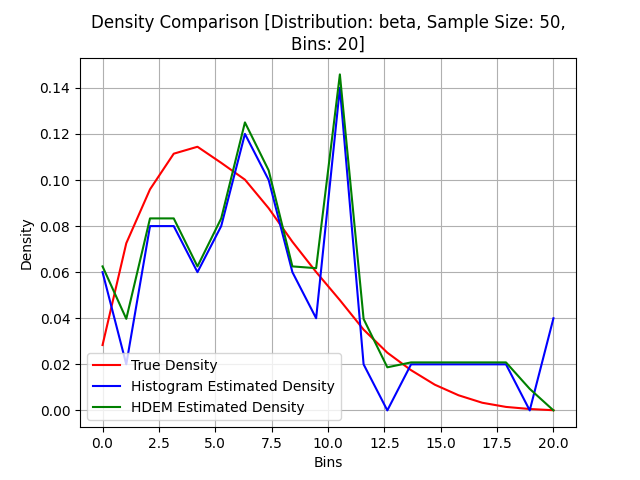 Density Comparison [Distribution: beta, Sample Size: 50,
Bins: 20]
Density
0.14
0.12
0.10
0.08
0.06
0.04
0.02
0.00
True Density
Histogram Estimated Density
HDEM Estimated Density
0.0 2.5 5.0 7.5 10.0 12.5 15.0 17.5 20.0
Bins